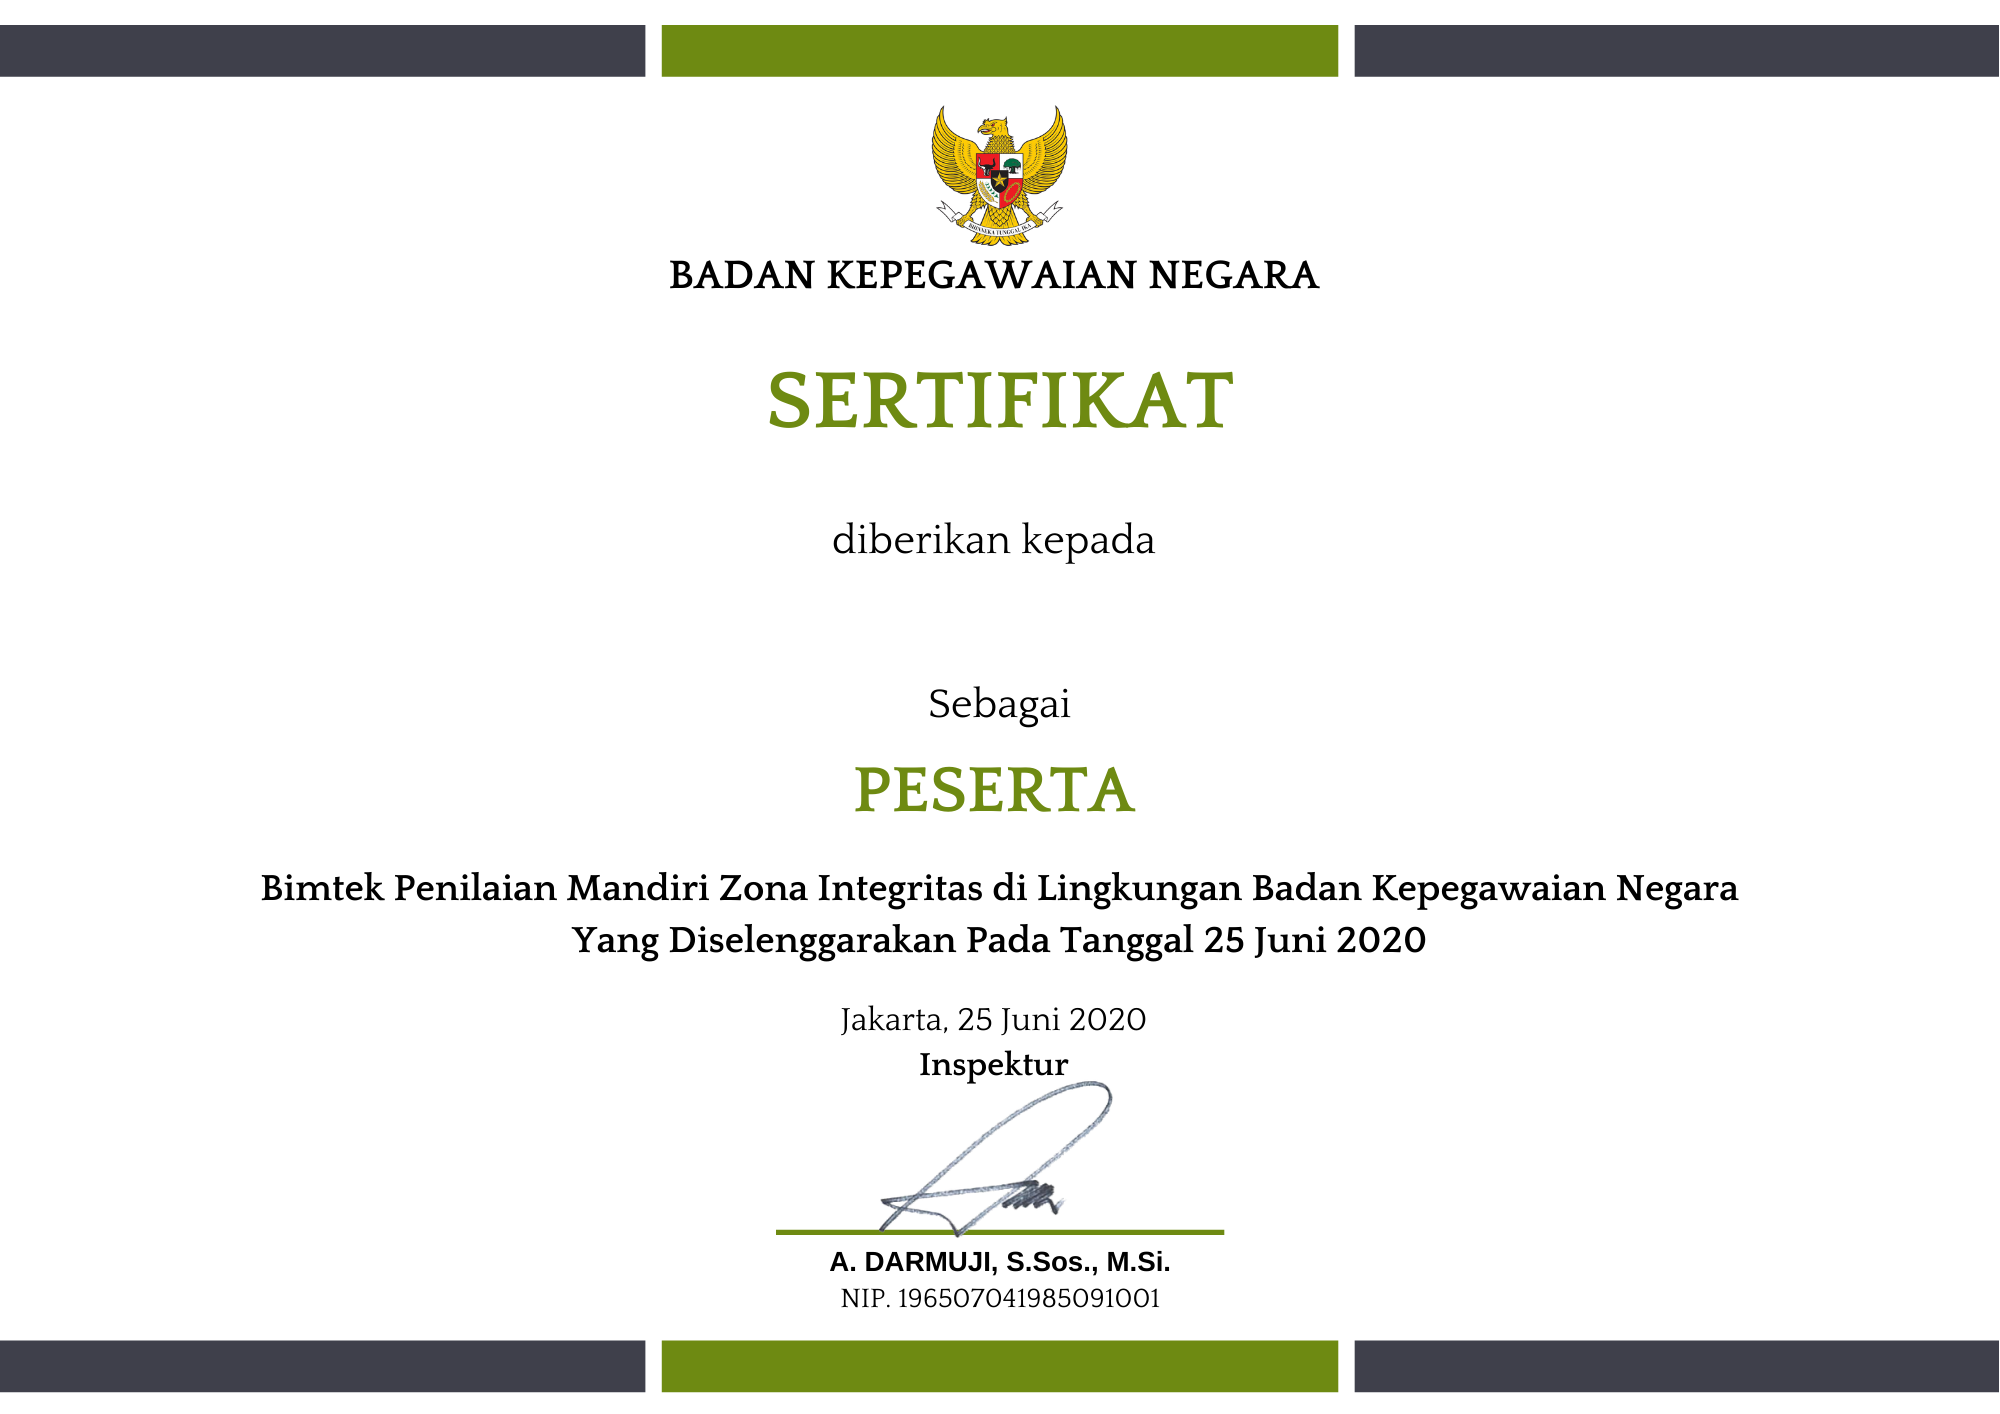 BHINNEKA TUNGGAL IKA
BADAN KEPEGAWAIAN NEGARA
SERTIFIKAT
diberikan kepada
Sebagai
PESERTA
Bimtek Penilaian Mandiri Zona Integritas di Lingkungan Badan Kepegawaian Negara
Yang Diselenggarakan Pada Tanggal 25 Juni 2020
Jakarta, 25 Juni 2020
Inspektur
A. DARMUJI, S.Sos., M.Si.
NIP. 196507041985091001